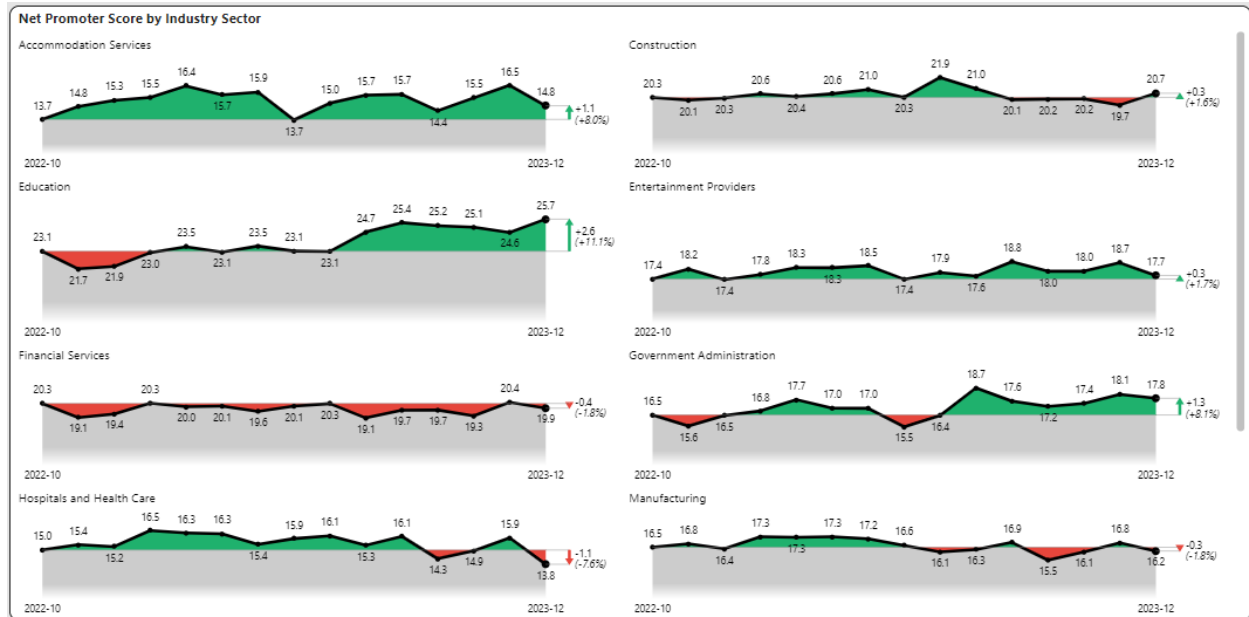 Net Promoter Score by Industry Sector
Accommodation Services
13.7 14.8 15.3 15.5 16.4 15.7 15.9 13.7 15.0 15.7 15.7 14.4 15.5 16.5 14.8
+1.1
(+8.0%)
2022-10 2023-12
Construction
20.3 20.1 20.3 20.6 20.4 20.6 21.0 20.3 21.9 21.0 20.1 20.2 20.2 19.7 20.7
+0.3
(+1.6%)
2022-10 2023-12
Education
23.1 21.7 21.9 23.0 23.5 23.1 23.5 23.1 23.1 24.7 25.4 25.2 25.1 24.6 25.7
+2.6
(+11.1%)
2022-10 2023-12
Entertainment Providers
17.4 18.2 17.4 17.8 18.3 18.3 18.5 17.4 17.9 17.6 18.8 18.0 18.0 18.7 17.7
+0.3
(+1.7%)
2022-10 2023-12
Financial Services
20.3 19.1 19.4 20.3 20.0 20.1 19.6 20.1 20.3 19.1 19.7 19.7 19.3 20.4 19.9
-0.4
(-1.8%)
2022-10 2023-12
Government Administration
16.5 15.6 16.5 16.8 17.7 17.0 17.0 15.5 16.4 18.7 17.6 17.2 17.4 18.1 17.8
+1.3
(+8.1%)
2022-10 2023-12
Hospitals and Health Care
15.0 15.4 15.2 16.5 16.3 16.3 15.4 15.9 16.1 15.3 16.1 14.3 14.9 15.9 13.8
-1.1
(-7.6%)
2022-10 2023-12
Manufacturing
16.5 16.8 16.4 17.3 17.3 17.3 17.2 16.6 16.1 16.3 16.9 15.5 16.1 16.8 16.2
-0.3
(-1.8%)
2022-10 2023-12